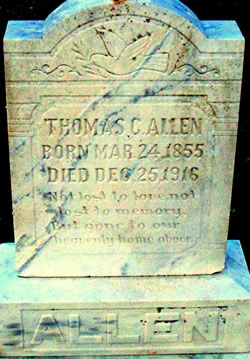 THOMAS C. ALLEN
BORN MAR. 24. 1855
DIED DEC. 25. 1916
Not lost to love, not
lost to memory.
But gone to our
heavenly home above.
ALLEN